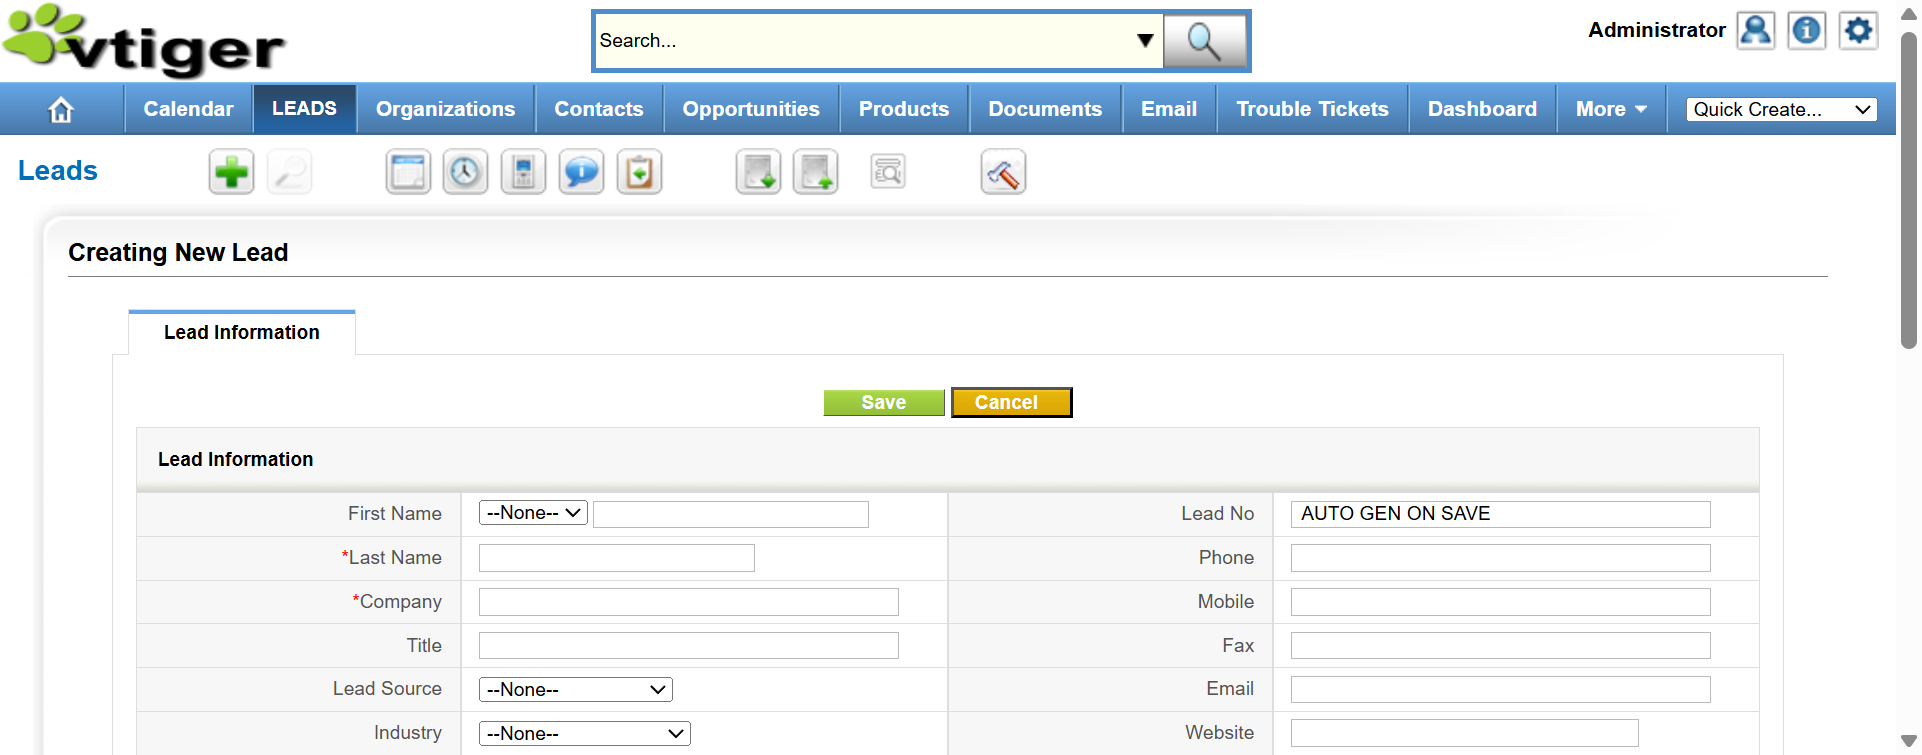 vtiger
Search...
Administrator
Calendar LEADS Organizations Contacts Opportunities Products Documents Email Trouble Tickets Dashboard More Quick Create...
Leads
Creating New Lead
Lead Information
Save Cancel
Lead Information
First Name --None-- Lead No AUTO GEN ON SAVE
*Last Name Phone
*Company Mobile
Title Fax
Lead Source --None-- Email
Industry --None-- Website